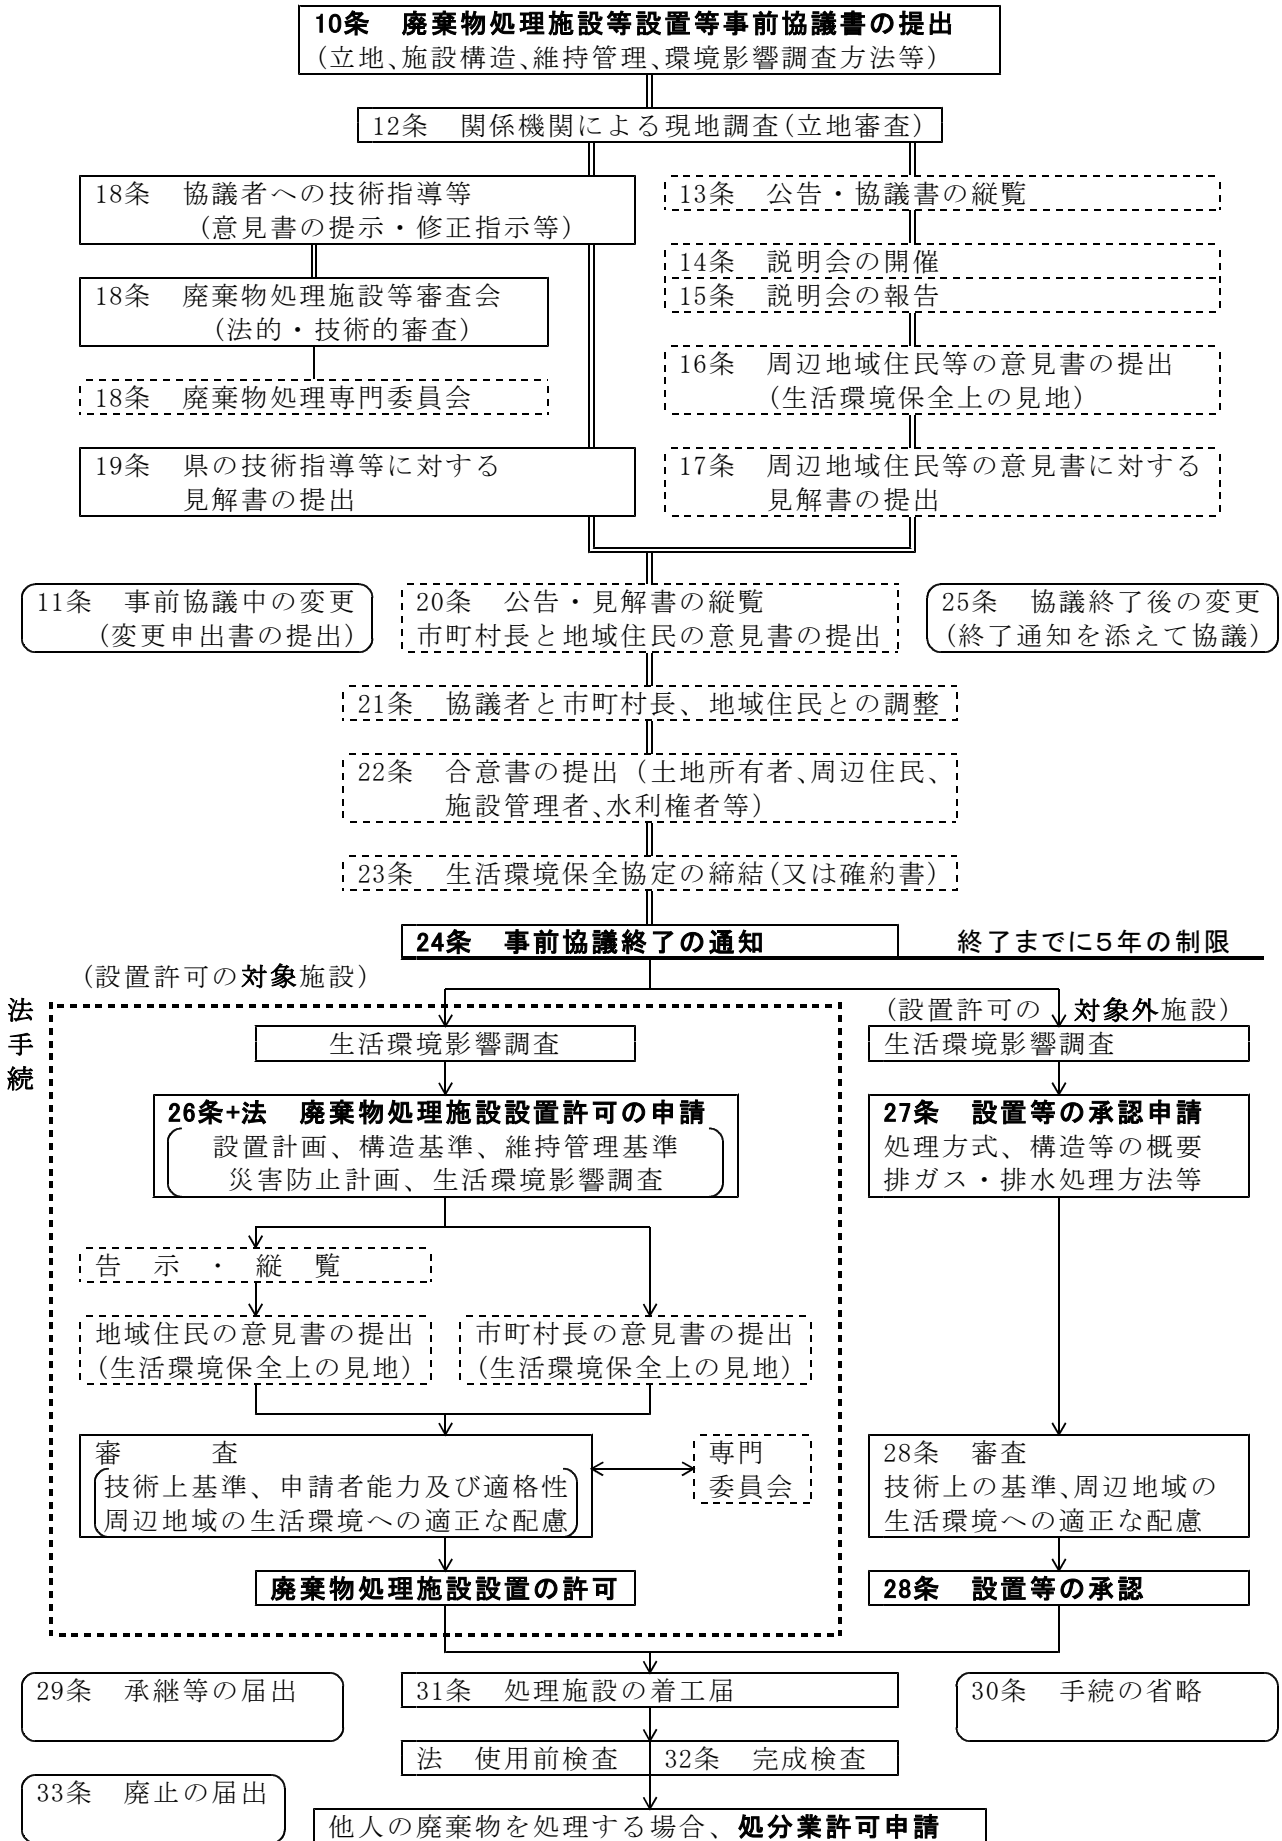 10条　廃棄物処理施設等設置等事前協議書の提出
(立地、施設構造、維持管理、環境影響調査方法等)
12条　関係機関による現地調査(立地審査)
18条　協議者への技術指導等
(意見書の提示・修正指示等)
13条　公告・協議書の縦覧
14条　説明会の開催
15条　説明会の報告
18条　廃棄物処理施設等審査会
(法的・技術的審査)
16条　周辺地域住民等の意見書の提出
(生活環境保全上の見地)
18条　廃棄物処理専門委員会
19条　県の技術指導等に対する
見解書の提出
17条　周辺地域住民等の意見書に対する
見解書の提出
11条　事前協議中の変更
(変更申出書の提出)
20条　公告・見解書の縦覧
市町村長と地域住民の意見書の提出
25条　協議終了後の変更
(終了通知を添えて協議)
21条　協議者と市町村長、地域住民との調整
22条　合意書の提出（土地所有者、周辺住民、
施設管理者、水利権者等)
23条　生活環境保全協定の締結(又は確約書)
24条　事前協議終了の通知
終了までに5年の制限
(設置許可の対象施設)
法手続
(設置許可の　対象外施設)
生活環境影響調査
生活環境影響調査
26条+法　廃棄物処理施設設置許可の申請
設置計画、構造基準、維持管理基準
災害防止計画、生活環境影響調査
27条　設置等の承認申請
処理方式、構造等の概要
排ガス・排水処理方法等
告　示　・　縦　覧
地域住民の意見書の提出
(生活環境保全上の見地)
市町村長の意見書の提出
(生活環境保全上の見地)
審　　　査
技術上基準、申請者能力及び適格性
周辺地域の生活環境への適正な配慮
専門
委員会
28条　審査
技術上の基準、周辺地域の
生活環境への適正な配慮
廃棄物処理施設設置の許可
28条　設置等の承認
29条　承継等の届出
31条　処理施設の着工届
30条　手続の省略
法　使用前検査
32条　完成検査
33条　廃止の届出
他人の廃棄物を処理する場合、処分業許可申請